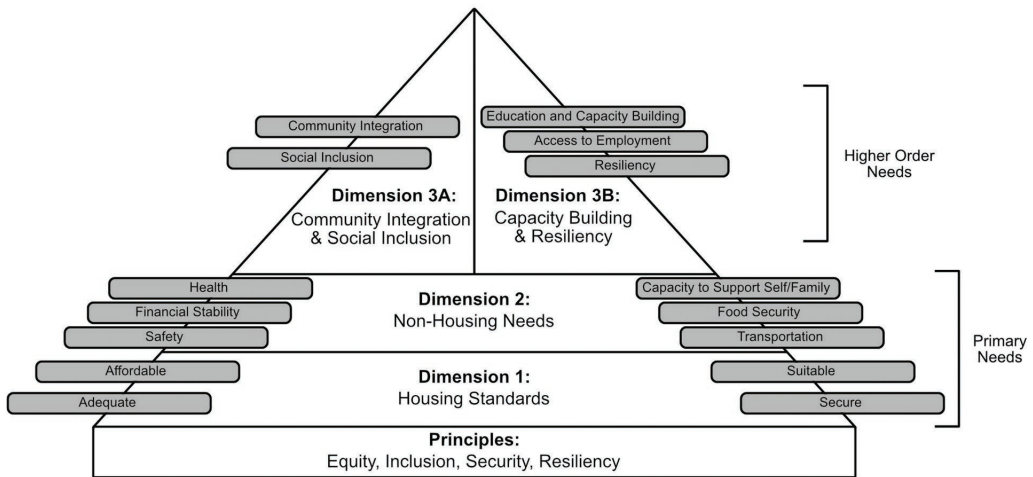 Community Integration
Social Inclusion
Education and Capacity Building
Access to Employment
Resiliency
Higher Order
Needs
Dimension 3A:
Community Integration
& Social Inclusion
Dimension 3B:
Capacity Building
& Resiliency
Health
Financial Stability
Safety
Dimension 2:
Non-Housing Needs
Capacity to Support Self/Family
Food Security
Transportation
Primary
Needs
Affordable
Adequate
Dimension 1:
Housing Standards
Suitable
Secure
Principles:
Equity, Inclusion, Security, Resiliency